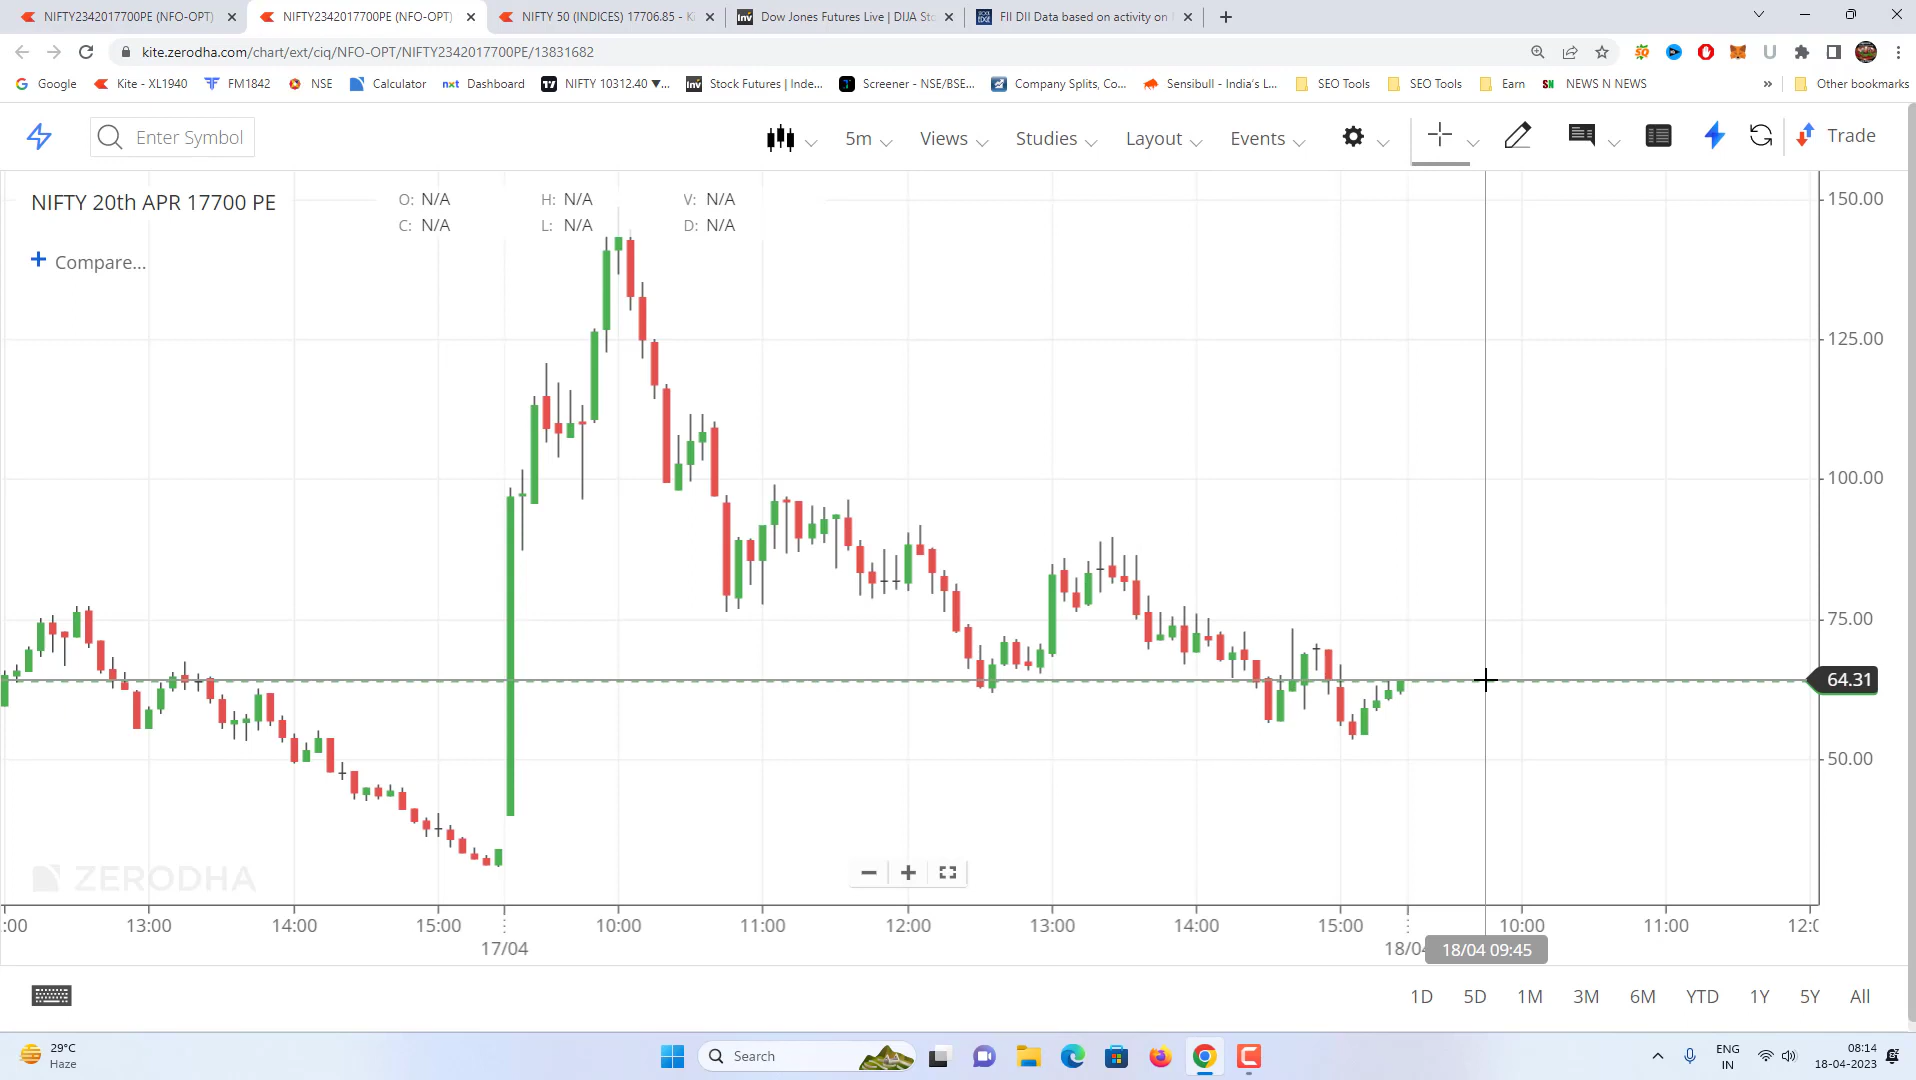 NIFTY2342017700PE (NFO-OPT)
NIFTY2342017700PE (NFO-OPT)
NIFTY 50 (INDICES) 17706.85 - Ki
Dow Jones Futures Live | DIJA Sto
FII DII Data based on activity on
kite.zerodha.com/chart/ext/ciq/NFO-OPT/NIFTY2342017700PE/13831682
Google
Kite - XL1940
FM1842
NSE
Calculator
nxt Dashboard
NIFTY 10312.40 ▼...
Inv Stock Futures | Inde...
Screener - NSE/BSE...
Company Splits, Co...
Sensibull - India's L...
SEO Tools
SEO Tools
Earn
SN NEWS N NEWS
»
Other bookmarks
Enter Symbol
5m
Views
Studies
Layout
Events
Trade
NIFTY 20th APR 17700 PE
O: N/A H: N/A V: N/A
C: N/A L: N/A D: N/A
+ Compare...
150.00
125.00
100.00
75.00
64.31
50.00
ZERODHA
:00 13:00 14:00 15:00 10:00 11:00 12:00 13:00 14:00 15:00 10:00 11:00 12:0
17/04 18/04 18/04 09:45
1D 5D 1M 3M 6M YTD 1Y 5Y All
29°C
Haze
Search
ENG
IN
08:14
18-04-2023